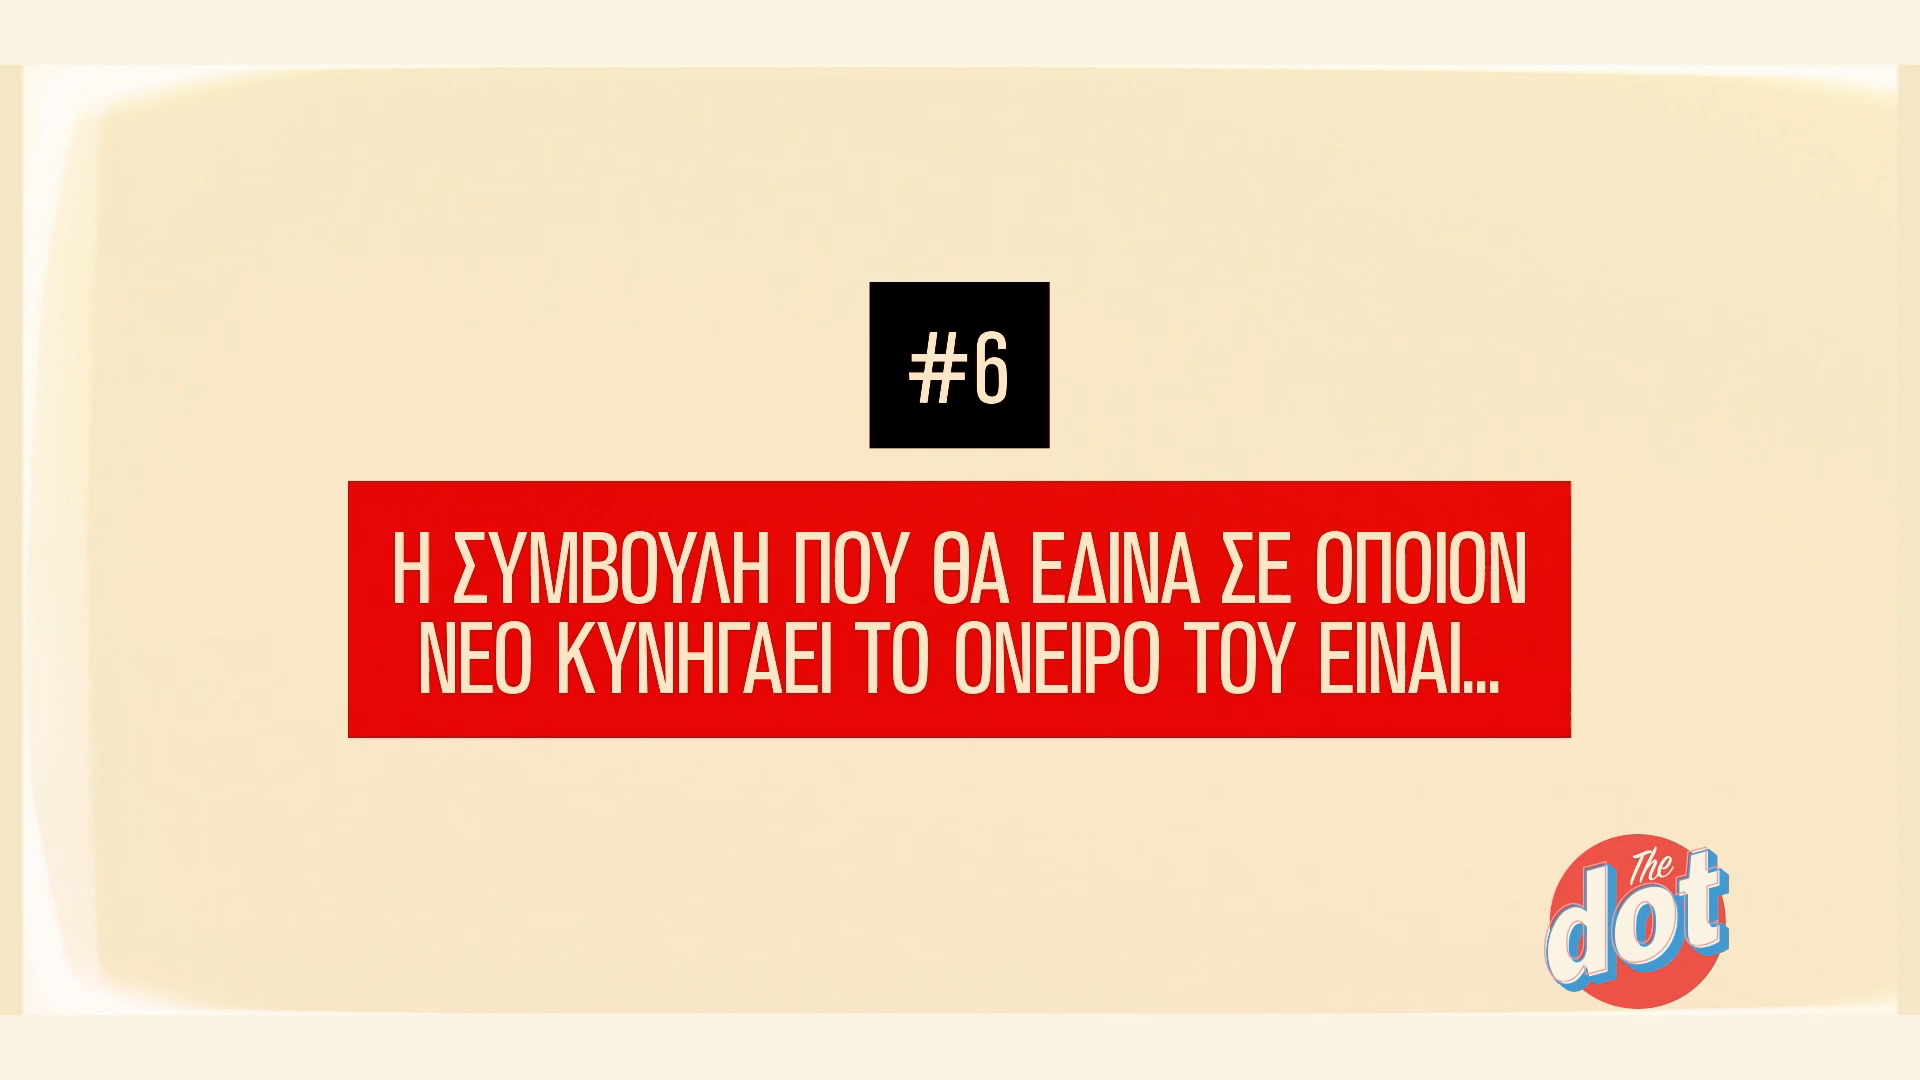 #6
Η ΣΥΜΒΟΥΛΗ ΠΟΥ ΘΑ ΕΔΙΝΑ ΣΕ ΟΠΟΙΟΝ
ΝΕΟ ΚΥΝΗΓΑΕΙ ΤΟ ΟΝΕΙΡΟ ΤΟΥ ΕΙΝΑΙ...
The
dot